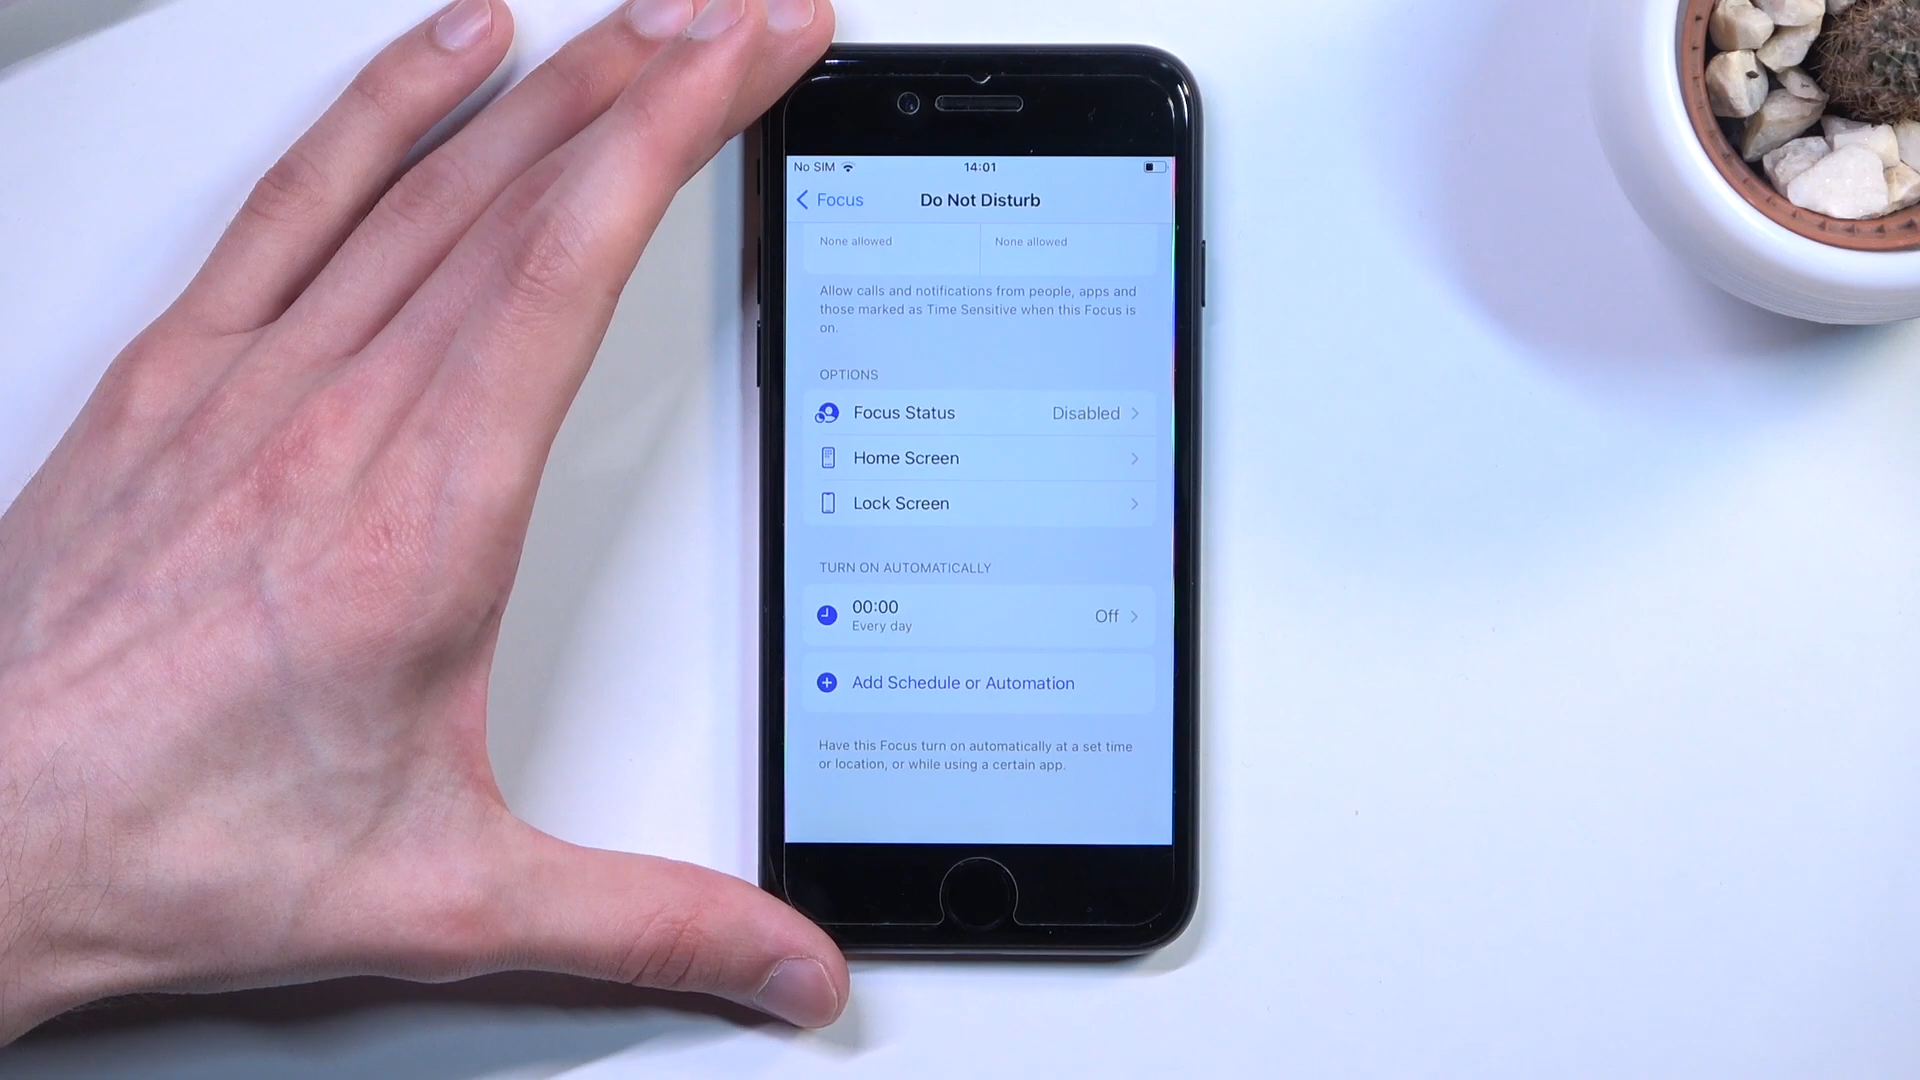 No SIM 14:01
Focus Do Not Disturb
None allowed None allowed
Allow calls and notifications from people, apps and
those marked as Time Sensitive when this Focus is
on.
OPTIONS
Focus Status Disabled
Home Screen
Lock Screen
TURN ON AUTOMATICALLY
00:00
Every day
Off
Add Schedule or Automation
Have this Focus turn on automatically at a set time
or location, or while using a certain app.